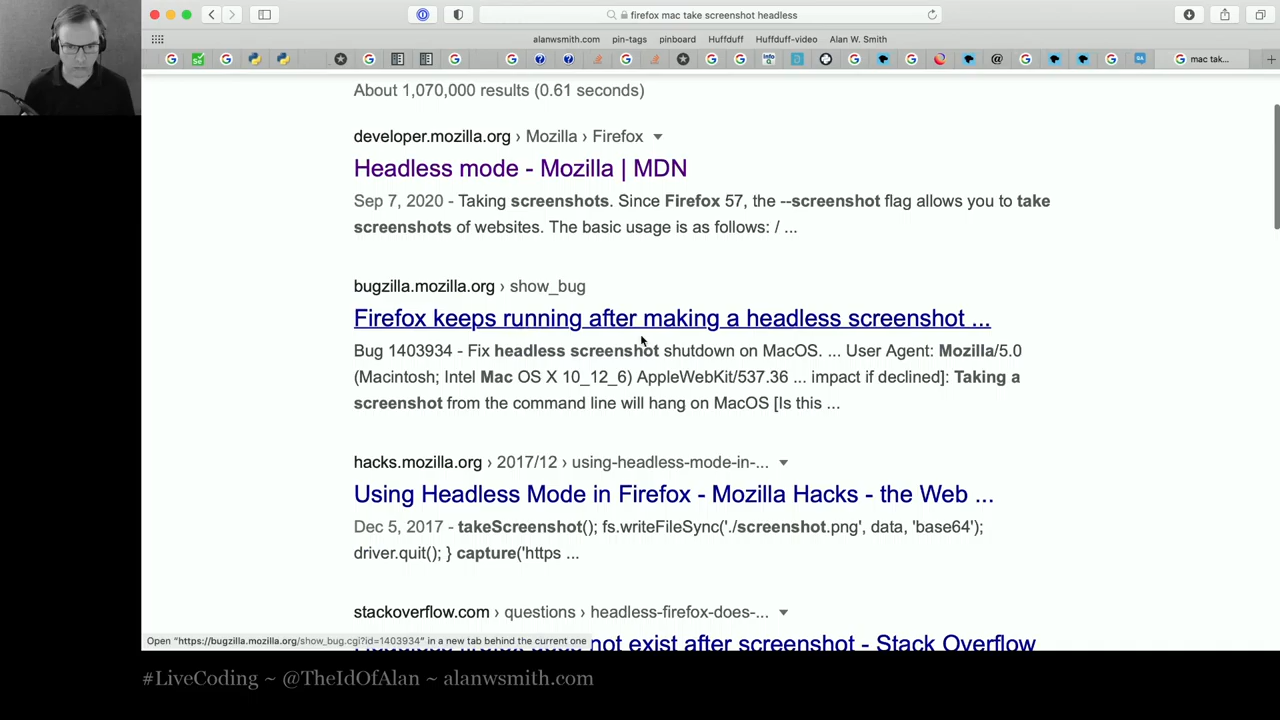 firefox mac take screenshot headless
alanwsmith.com pin-tags pinboard Huffduff Huffduff-video Alan W. Smith
mac tak...
About 1,070,000 results (0.61 seconds)
developer.mozilla.org › Mozilla › Firefox
Headless mode - Mozilla | MDN
Sep 7, 2020 - Taking screenshots. Since Firefox 57, the --screenshot flag allows you to take
screenshots of websites. The basic usage is as follows: / ...
bugzilla.mozilla.org › show_bug
Firefox keeps running after making a headless screenshot ...
Bug 1403934 - Fix headless screenshot shutdown on MacOS. ... User Agent: Mozilla/5.0
(Macintosh; Intel Mac OS X 10_12_6) AppleWebKit/537.36 ... impact if declined]: Taking a
screenshot from the command line will hang on MacOS [Is this ...
hacks.mozilla.org › 2017/12 › using-headless-mode-in-...
Using Headless Mode in Firefox - Mozilla Hacks - the Web ...
Dec 5, 2017 - takeScreenshot(); fs.writeFileSync('./screenshot.png', data, 'base64');
driver.quit(); } capture('https ...
stackoverflow.com › questions › headless-firefox-does-...
not exist after screenshot - Stack Overflow
Open "https://bugzilla.mozilla.org/show_bug.cgi?id=1403934" in a new tab behind the current one
#LiveCoding ~ @TheIdOfAlan ~ alanwsmith.com